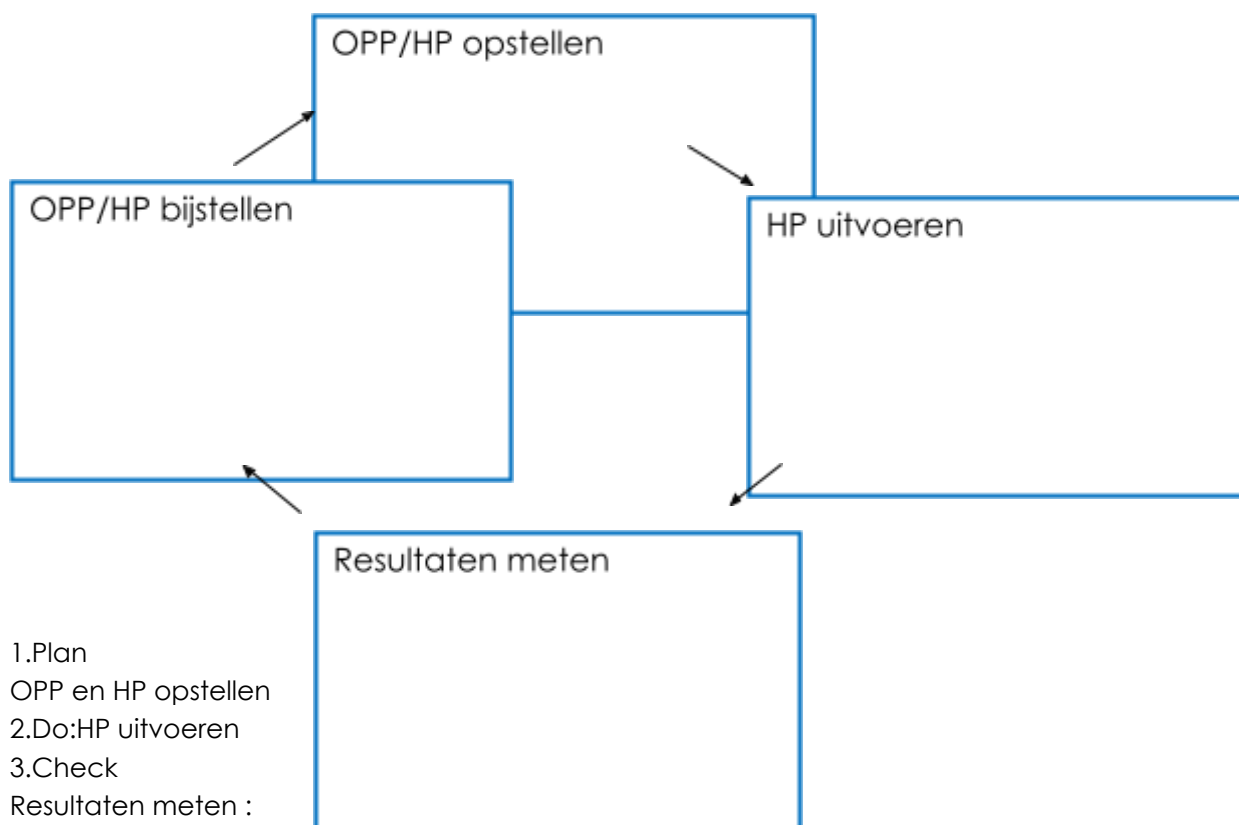 OPP/HP opstellen
OPP/HP bijstellen
HP uitvoeren
Resultaten meten
1.Plan
OPP en HP opstellen
2.Do:HP uitvoeren
3.Check
Resultaten meten :